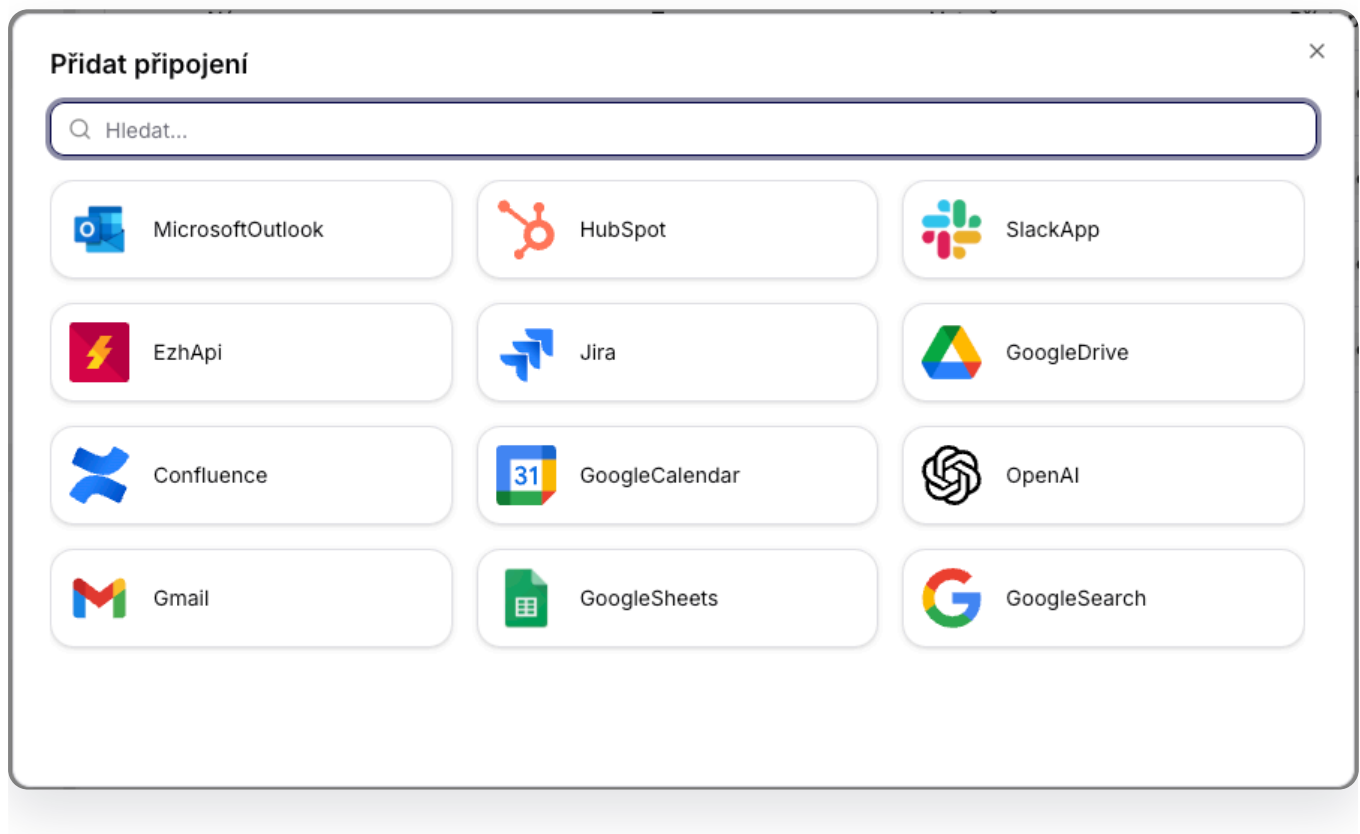 Přidat připojení
Hledat...
MicrosoftOutlook
HubSpot
SlackApp
EzhApi
Jira
GoogleDrive
Confluence
31
GoogleCalendar
OpenAI
Gmail
GoogleSheets
GoogleSearch